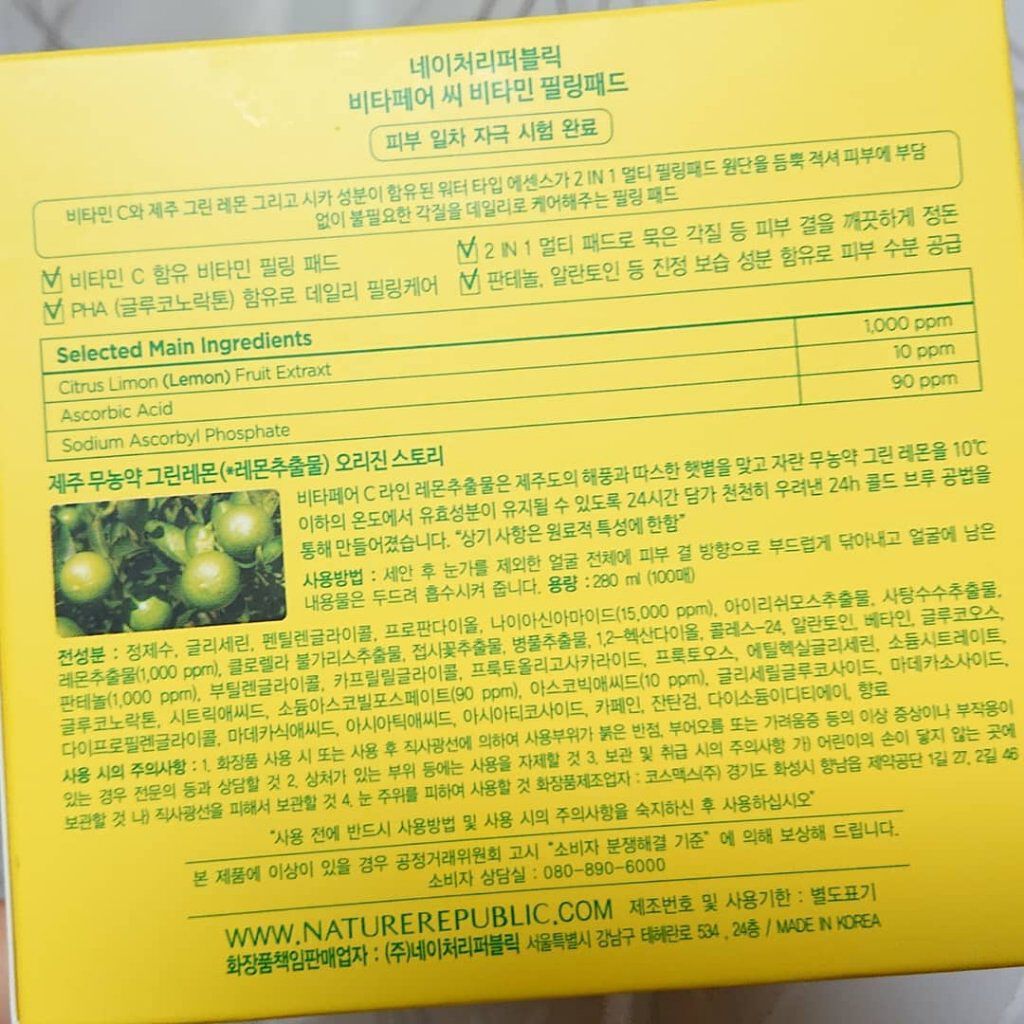 네이처리퍼블릭
비타페어 씨 비타민 필링패드
피부 일차 자극 시험 완료
비타민 C와 제주 그린 레몬 그리고 시카 성분이 함유된 워터 타입 에센스가 2 IN 1 멀티 필링패드 원단을 듬뿍 적셔 피부에 부담
없이 불필요한 각질을 데일리로 케어해주는 필링 패드
비타민 C 함유 비타민 필링 패드
2 IN 1 멀티 패드로 묵은 각질 등 피부 결을 깨끗하게 정돈
PHA (글루코노락톤) 함유로 데일리 필링케어
판테놀, 알란토인 등 진정 보습 성분 함유로 피부 수분 공급
Selected Main Ingredients
Citrus Limon (Lemon) Fruit Extraxt 1,000 ppm
Ascorbic Acid 10 ppm
Sodium Ascorbyl Phosphate 90 ppm
제주 무농약 그린레몬(*레몬추출물) 오리진 스토리
비타페어 C 라인 레몬추출물은 제주도의 해풍과 따스한 햇볕을 맞고 자란 무농약 그린 레몬을 10℃
이하의 온도에서 유효성분이 유지될 수 있도록 24시간 담가 천천히 우려낸 24h 콜드 브루 공법을
통해 만들어졌습니다. "상기 사항은 원료적 특성에 한함"
사용방법 : 세안 후 눈가를 제외한 얼굴 전체에 피부 결 방향으로 부드럽게 닦아내고 얼굴에 남은
내용물은 두드려 흡수시켜 줍니다. 용량 : 280 ml (100매)
전성분 : 정제수, 글리세린, 펜틸렌글라이콜, 프로판다이올, 나이아신아마이드(15,000 ppm), 아이리쉬모스추출물, 사탕수수추출물,
레몬추출물(1,000 ppm), 클로렐라 불가리스추출물, 접시꽃추출물, 병풀추출물, 1,2-헥산다이올, 콜레스-24, 알란토인, 베타인, 글루코오스,
판테놀(1,000 ppm), 부틸렌글라이콜, 카프릴릴글라이콜, 프룩토올리고사카라이드, 프룩토오스, 에틸헥실글리세린, 소듐시트레이트,
글루코노락톤, 시트릭애씨드, 소듐아스코빌포스페이트(90 ppm), 아스코빅애씨드(10 ppm), 글리세릴글루코사이드, 마데카소사이드,
다이프로필렌글라이콜, 마데카식애씨드, 아시아틱애씨드, 아시아티코사이드, 카페인, 잔탄검, 다이소듐이디티에이, 향료
사용 시의 주의사항 : 1. 화장품 사용 시 또는 사용 후 직사광선에 의하여 사용부위가 붉은 반점, 부어오름 또는 가려움증 등의 이상 증상이나 부작용이
있는 경우 전문의 등과 상담할 것 2. 상처가 있는 부위 등에는 사용을 자제할 것 3. 보관 및 취급 시의 주의사항 가) 어린이의 손이 닿지 않는 곳에
보관할 것 나) 직사광선을 피해서 보관할 것 4. 눈 주위를 피하여 사용할 것 화장품제조업자 : 코스맥스(주) 경기도 화성시 향남읍 제약공단 1길 27, 2길 46
"사용 전에 반드시 사용방법 및 사용 시의 주의사항을 숙지하신 후 사용하십시오"
본 제품에 이상이 있을 경우 공정거래위원회 고시 "소비자 분쟁해결 기준" 에 의해 보상해 드립니다.
소비자 상담실 : 080-890-6000
WWW.NATUREREPUBLIC.COM 제조번호 및 사용기한 : 별도표기
화장품책임판매업자 : (주)네이처리퍼블릭 서울특별시 강남구 테헤란로 534 , 24층 / MADE IN KOREA